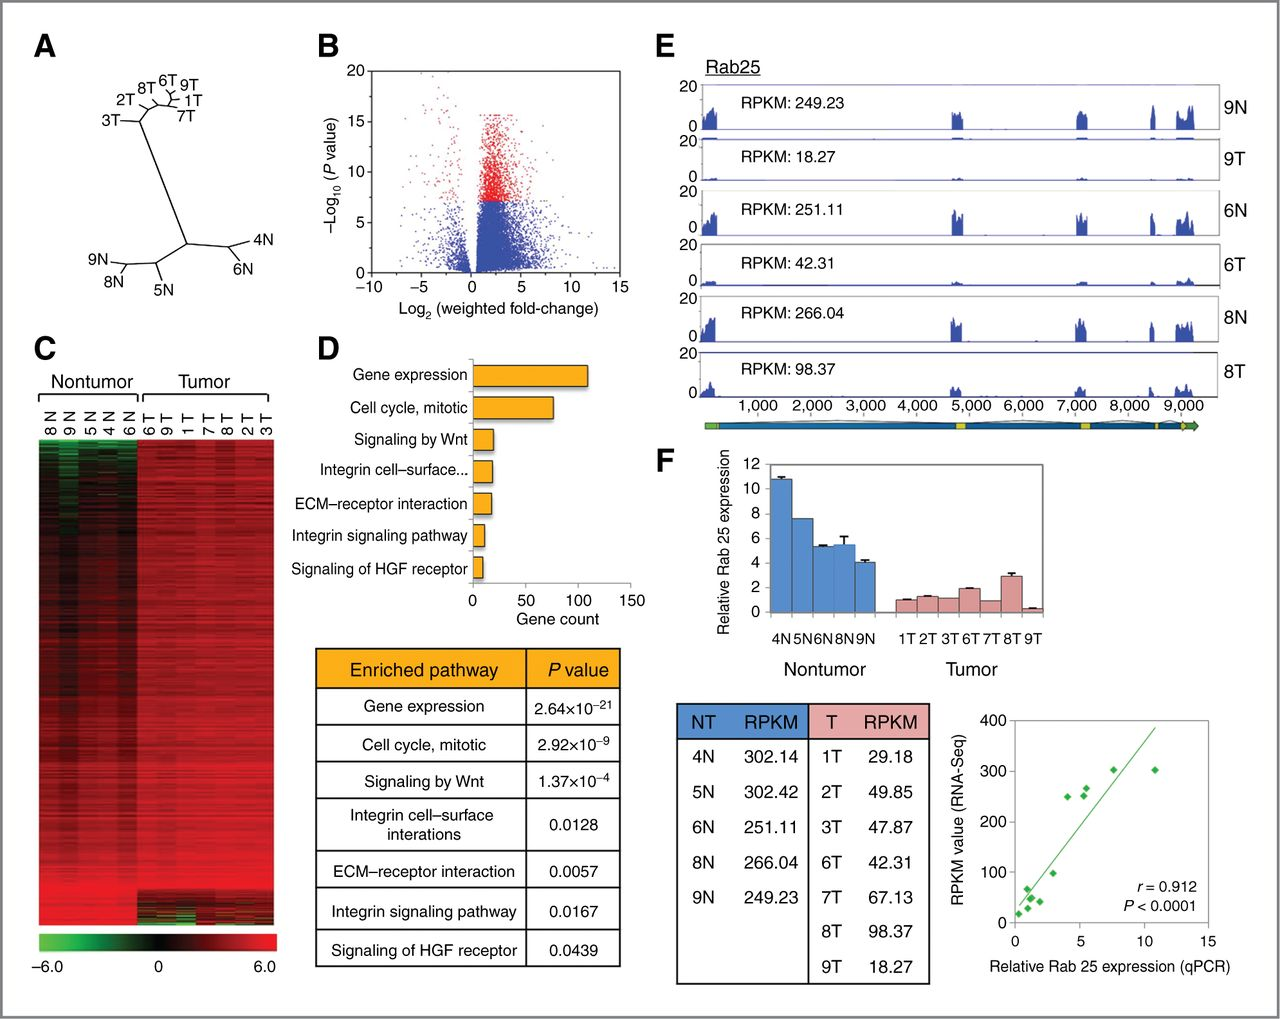 A
6T
8T
9T
2T
1T
3T
7T
4N
9N
6N
8N
5N
B
20
15
10
5
0
–Log10 (P value)
–10
–5
0
5
10
15
Log2 (weighted fold-change)
C
Nontumor
Tumor
8 N
9 N
5 N
4 N
6 N
6 T
9 T
1 T
7 T
8 T
2 T
3 T
–6.0
0
6.0
D
Gene expression
Cell cycle, mitotic
Signaling by Wnt
Integrin cell–surface...
ECM–receptor interaction
Integrin signaling pathway
Signaling of HGF receptor
0
50
100
150
Gene count
Enriched pathway P value
Gene expression 2.64×10–21
Cell cycle, mitotic 2.92×10–9
Signaling by Wnt 1.37×10–4
Integrin cell–surface
interations 0.0128
ECM–receptor interaction 0.0057
Integrin signaling pathway 0.0167
Signaling of HGF receptor 0.0439
E
Rab25
20
RPKM: 249.23
9N
0
20
RPKM: 18.27
9T
0
20
RPKM: 251.11
6N
0
20
RPKM: 42.31
6T
0
20
RPKM: 266.04
8N
0
20
RPKM: 98.37
8T
0
1,000 2,000 3,000 4,000 5,000 6,000 7,000 8,000 9,000
F
Relative Rab 25 expression
12
10
8
6
4
2
0
4N 5N 6N 8N 9N 1T 2T 3T 6T 7T 8T 9T
Nontumor Tumor
NT RPKM T RPKM
4N 302.14 1T 29.18
5N 302.42 2T 49.85
6N 251.11 3T 47.87
8N 266.04 6T 42.31
9N 249.23 7T 67.13
8T 98.37
9T 18.27
RPKM value (RNA-Seq)
400
300
200
100
0
r = 0.912
P < 0.0001
0 5 10 15
Relative Rab 25 expression (qPCR)